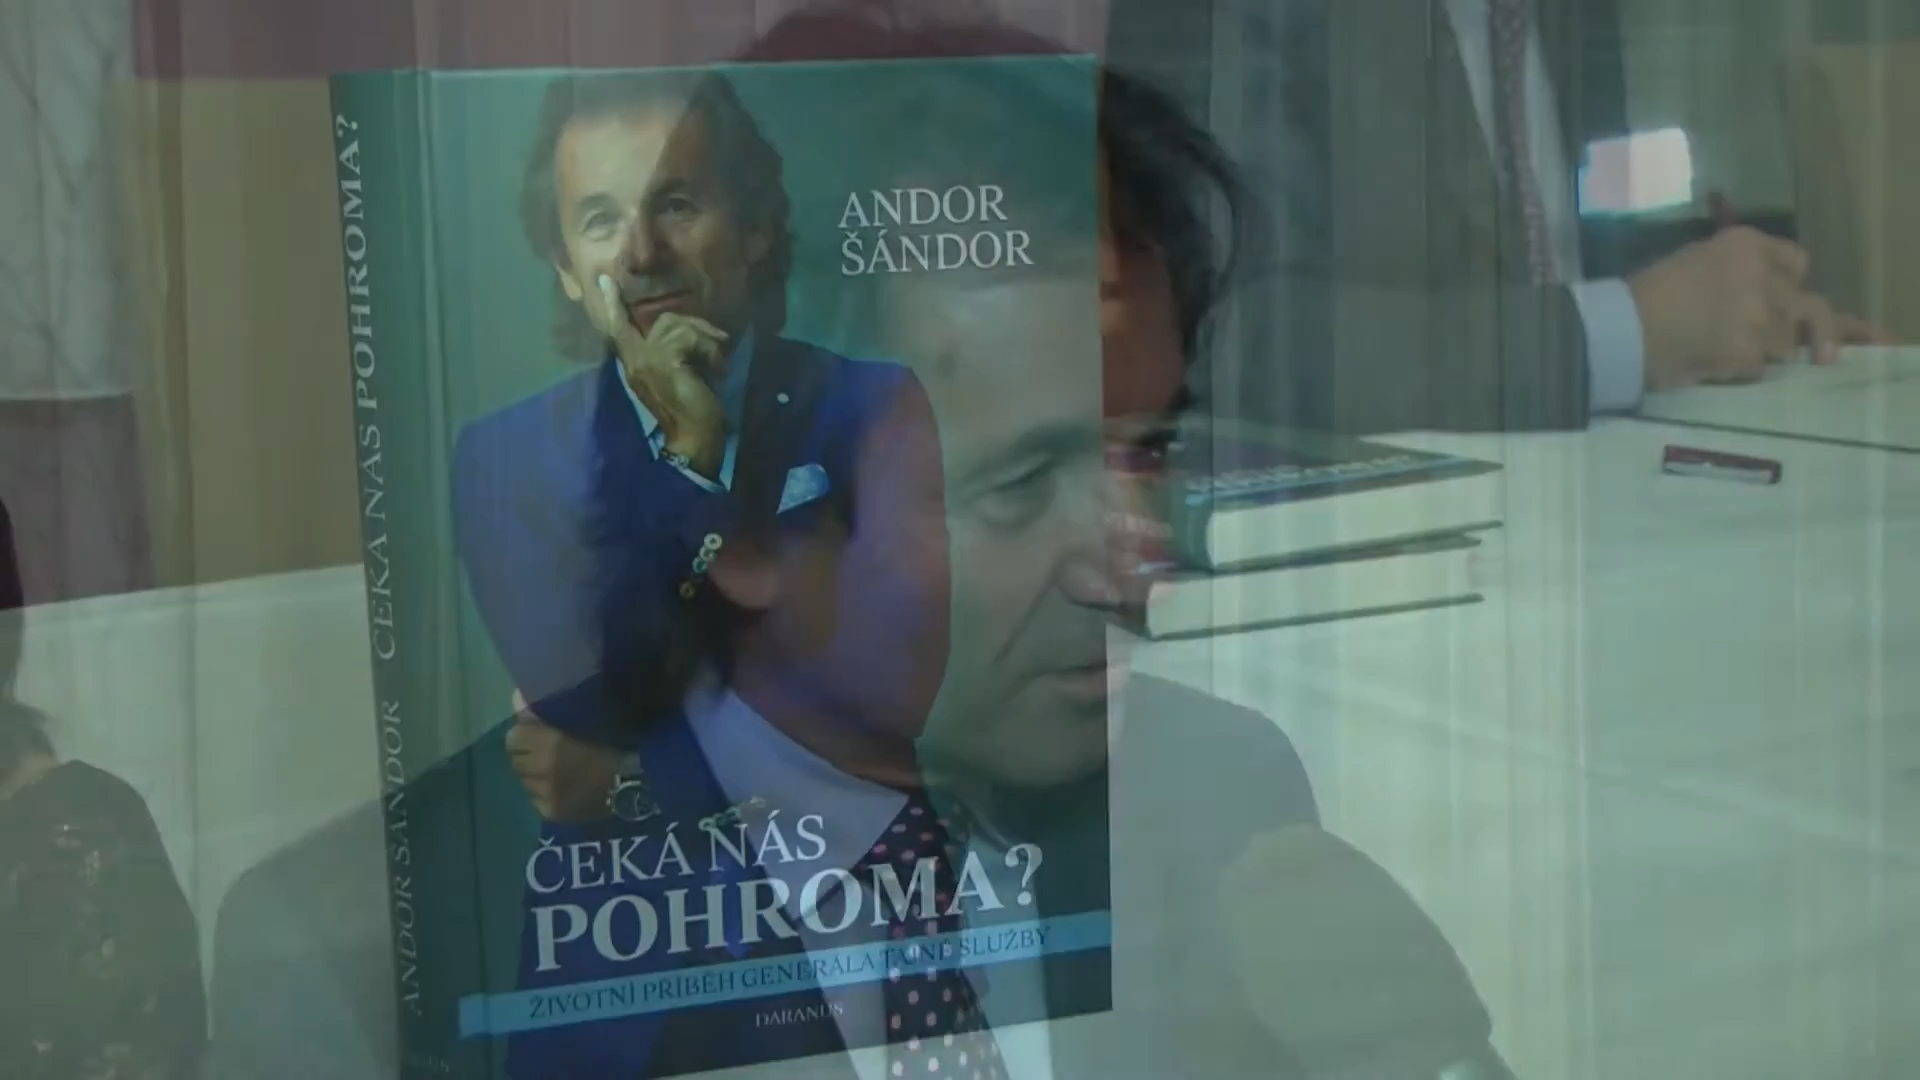 ANDOR
ŠÁNDOR
ČEKÁ NÁS
POHROMA?
ŽIVOTNÍ PŘÍBĚH GENERÁLA TAJNÉ SLUŽBY
DARANUS
ANDOR ŠÁNDOR ČEKÁ NÁS POHROMA?